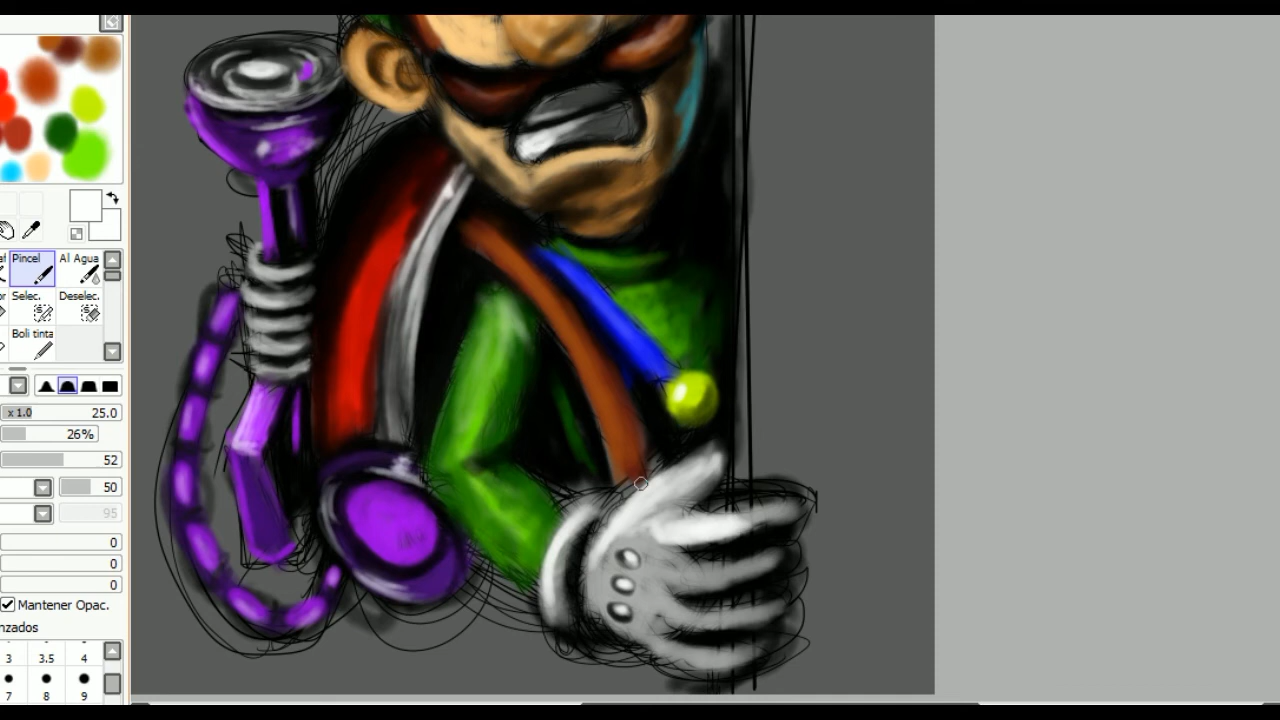 Pincel Al Agua
Selec. Deselec.
Boli tinta
x 1.0 25.0
26%
52
50
95
0
0
0
Mantener Opac.
nzados
3 3.5 4
7 8 9